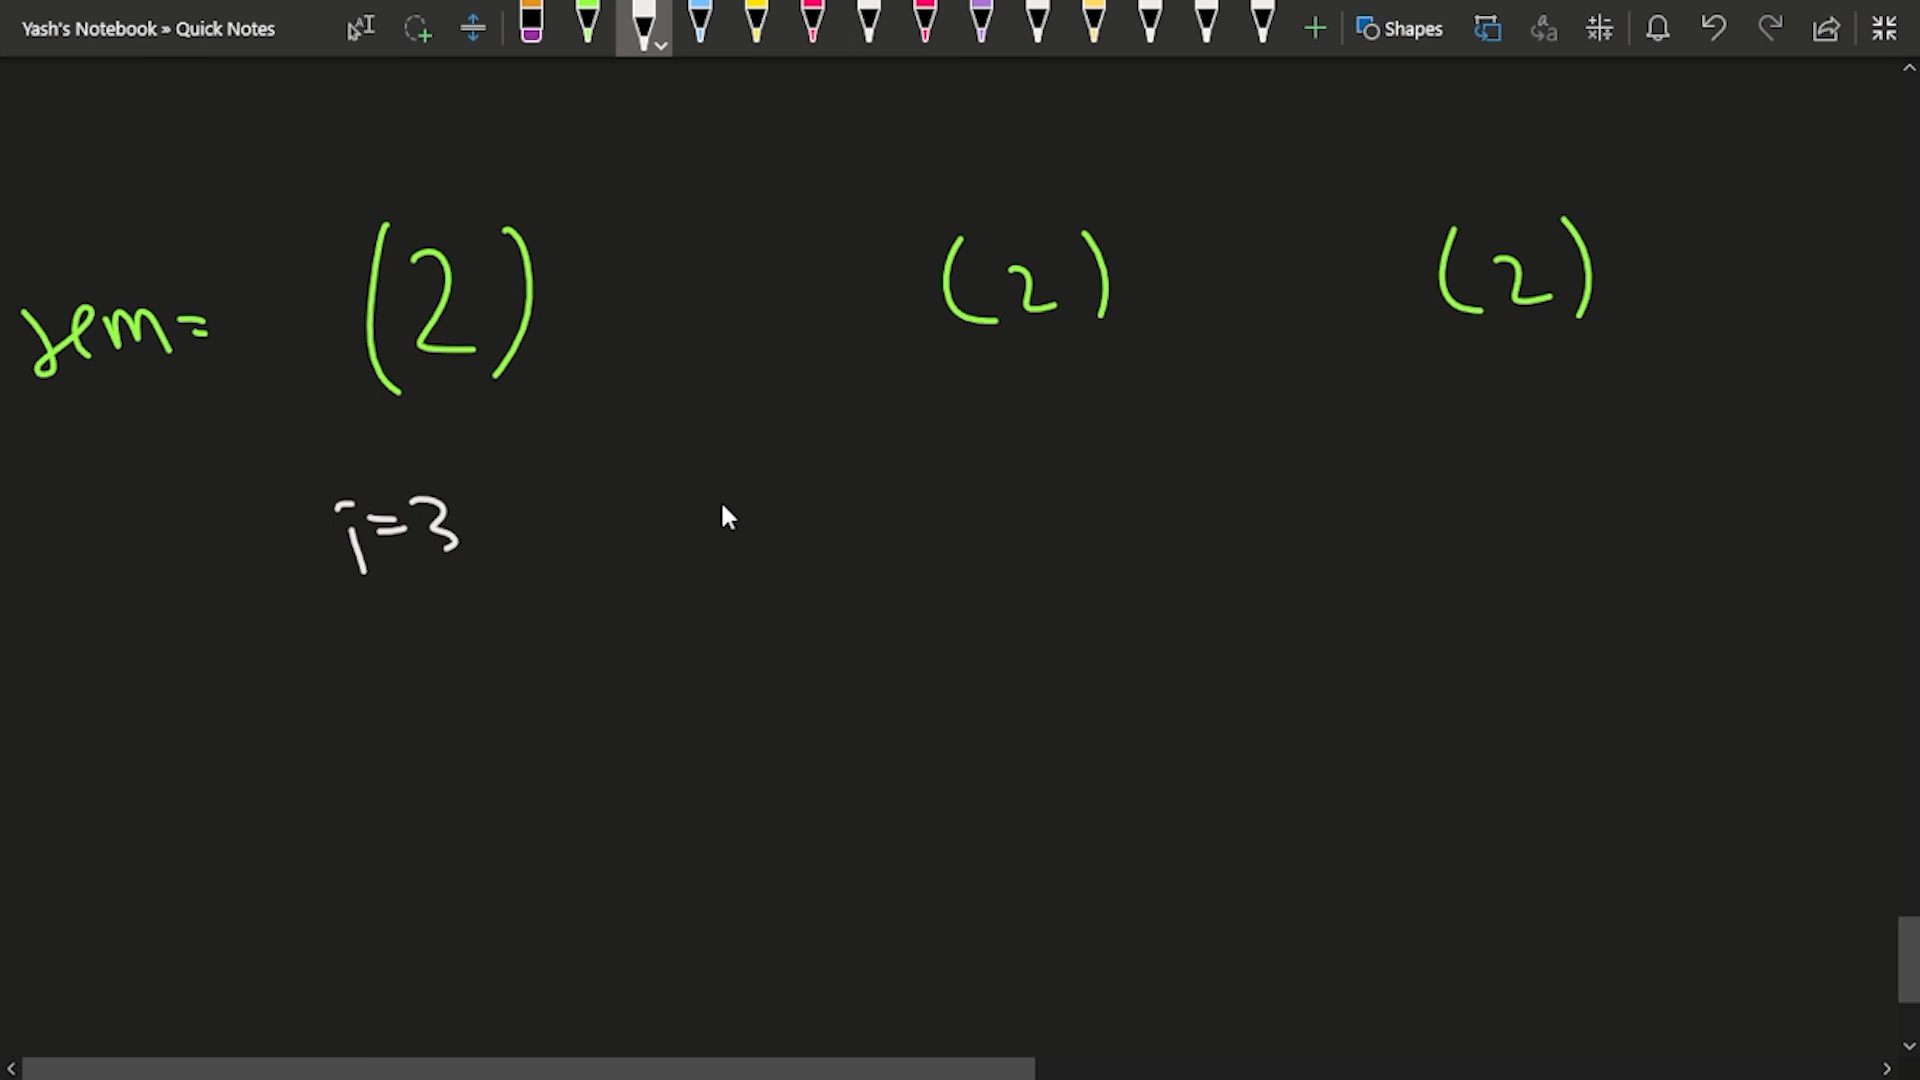 Yash's Notebook » Quick Notes
Shapes
rem= (2) (2) (2)
i=3